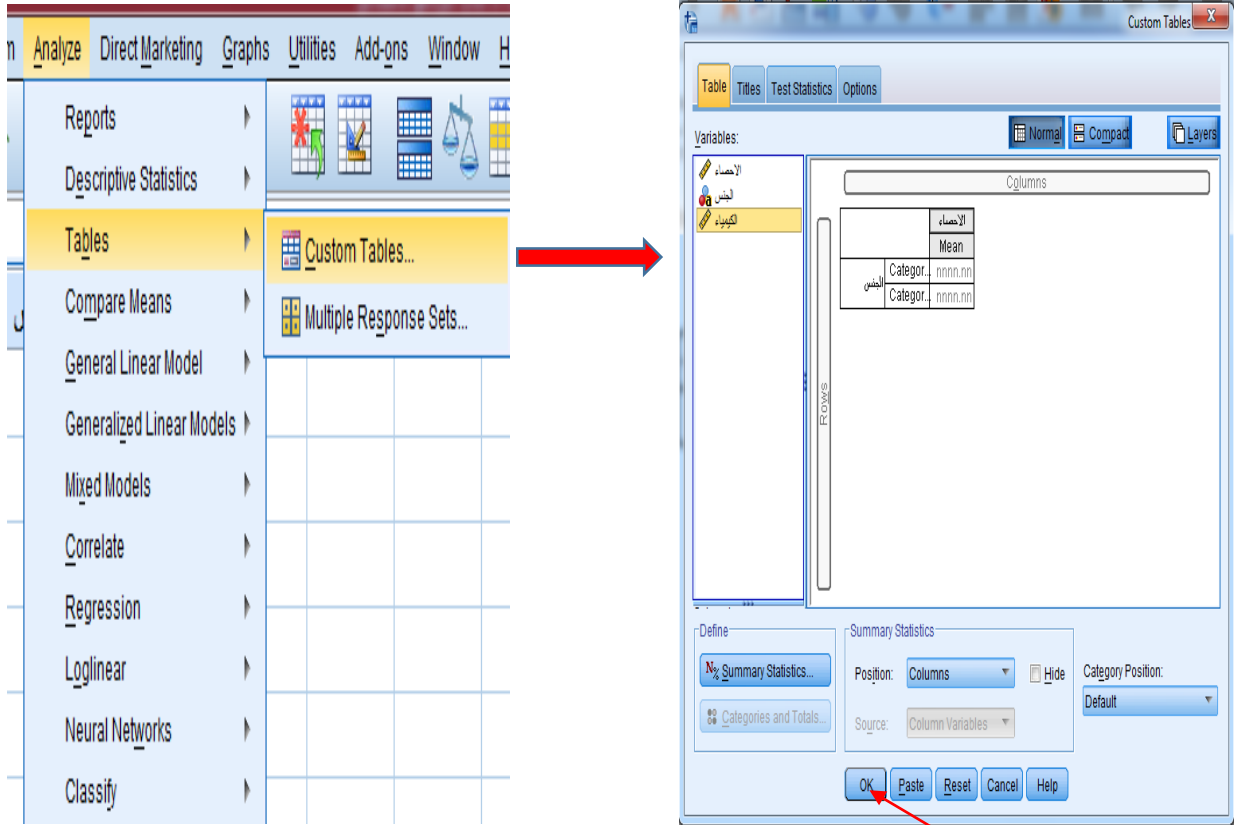 Analyze Direct Marketing Graphs Utilities Add-ons Window H
Reports
Descriptive Statistics
Tables
Compare Means
General Linear Model
Generalized Linear Models
Mixed Models
Correlate
Regression
Loglinear
Neural Networks
Classify
Custom Tables...
Multiple Response Sets...
Custom Tables
Table Titles Test Statistics Options
Variables:
Normal Compact Layers
الاحصاء
الجنس
الكيمياء
Columns
Rows
الاحصاء
Mean
الجنس
Categor... nnnn.nn
Categor... nnnn.nn
Define
Summary Statistics...
Categories and Totals...
Summary Statistics
Position: Columns Hide
Source: Column Variables
Category Position:
Default
OK Paste Reset Cancel Help